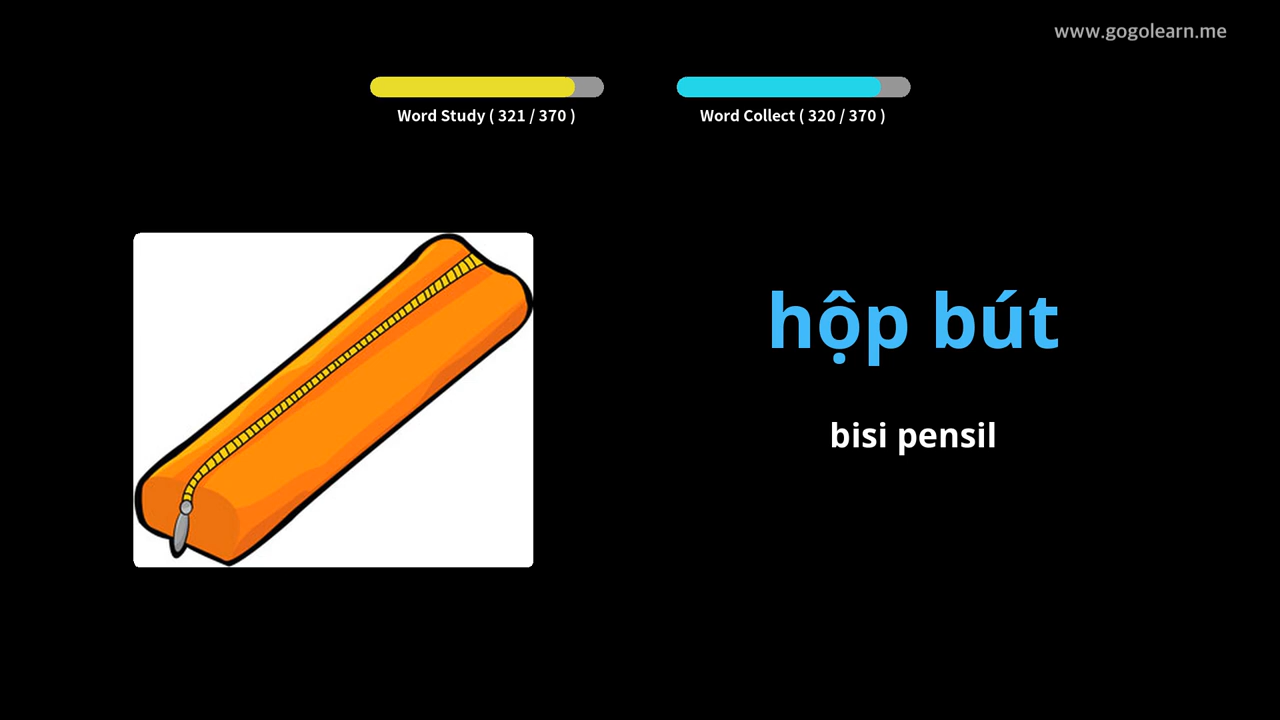 www.gogolearn.me
Word Study ( 321 / 370 )
Word Collect ( 320 / 370 )
hộp bút
bisi pensil